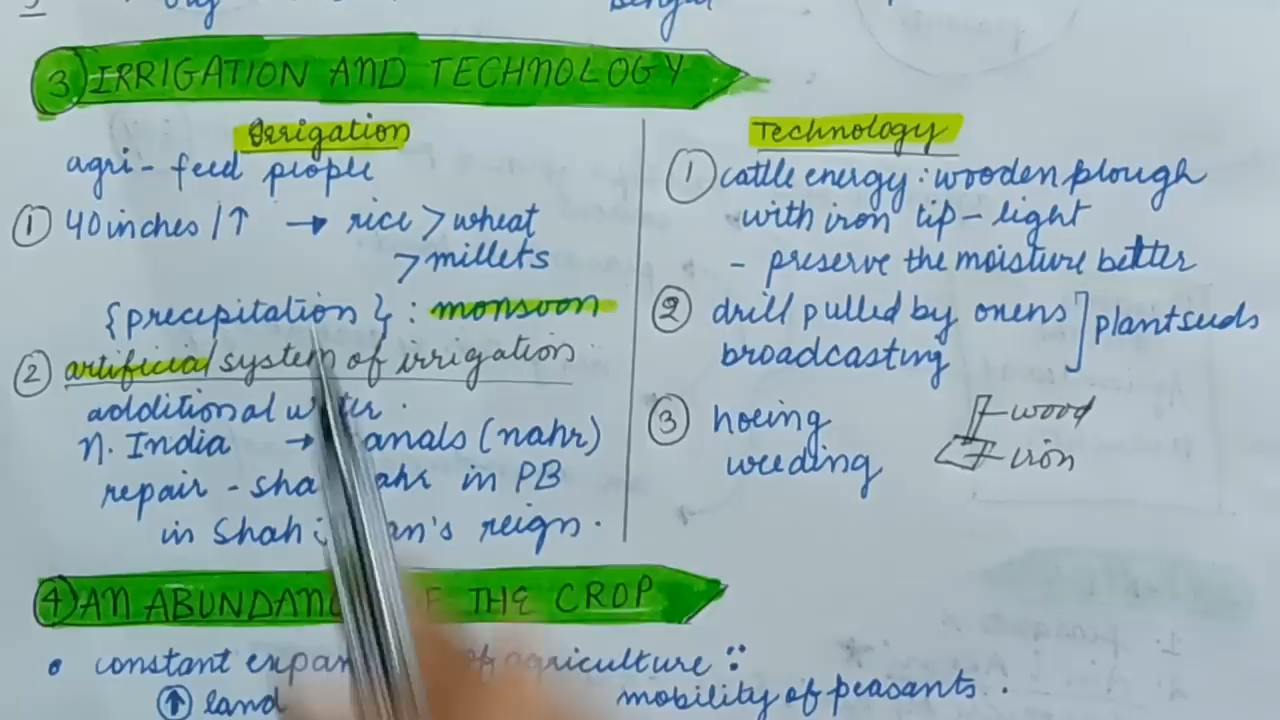 Bengal
③ IRRIGATION AND TECHNOLOGY
Irrigation
agri - feed people
① 40 inches / ↑ → rice > wheat
> millets
{precipitation} : monsoon
② artificial system of irrigation
additional
N. India → anals (nahr)
repair - sha in PB
in Shah an's reign.
Technology
① cattle energy : wooden plough
with iron tip - light
- preserve the moisture better
② drill pulled by oxens
broadcasting
] plant seeds
③ hoeing
weeding
wood
iron
④ AN ABUNDAN THE CROP
• constant expan of agriculture ::
↑ land
mobility of peasants.